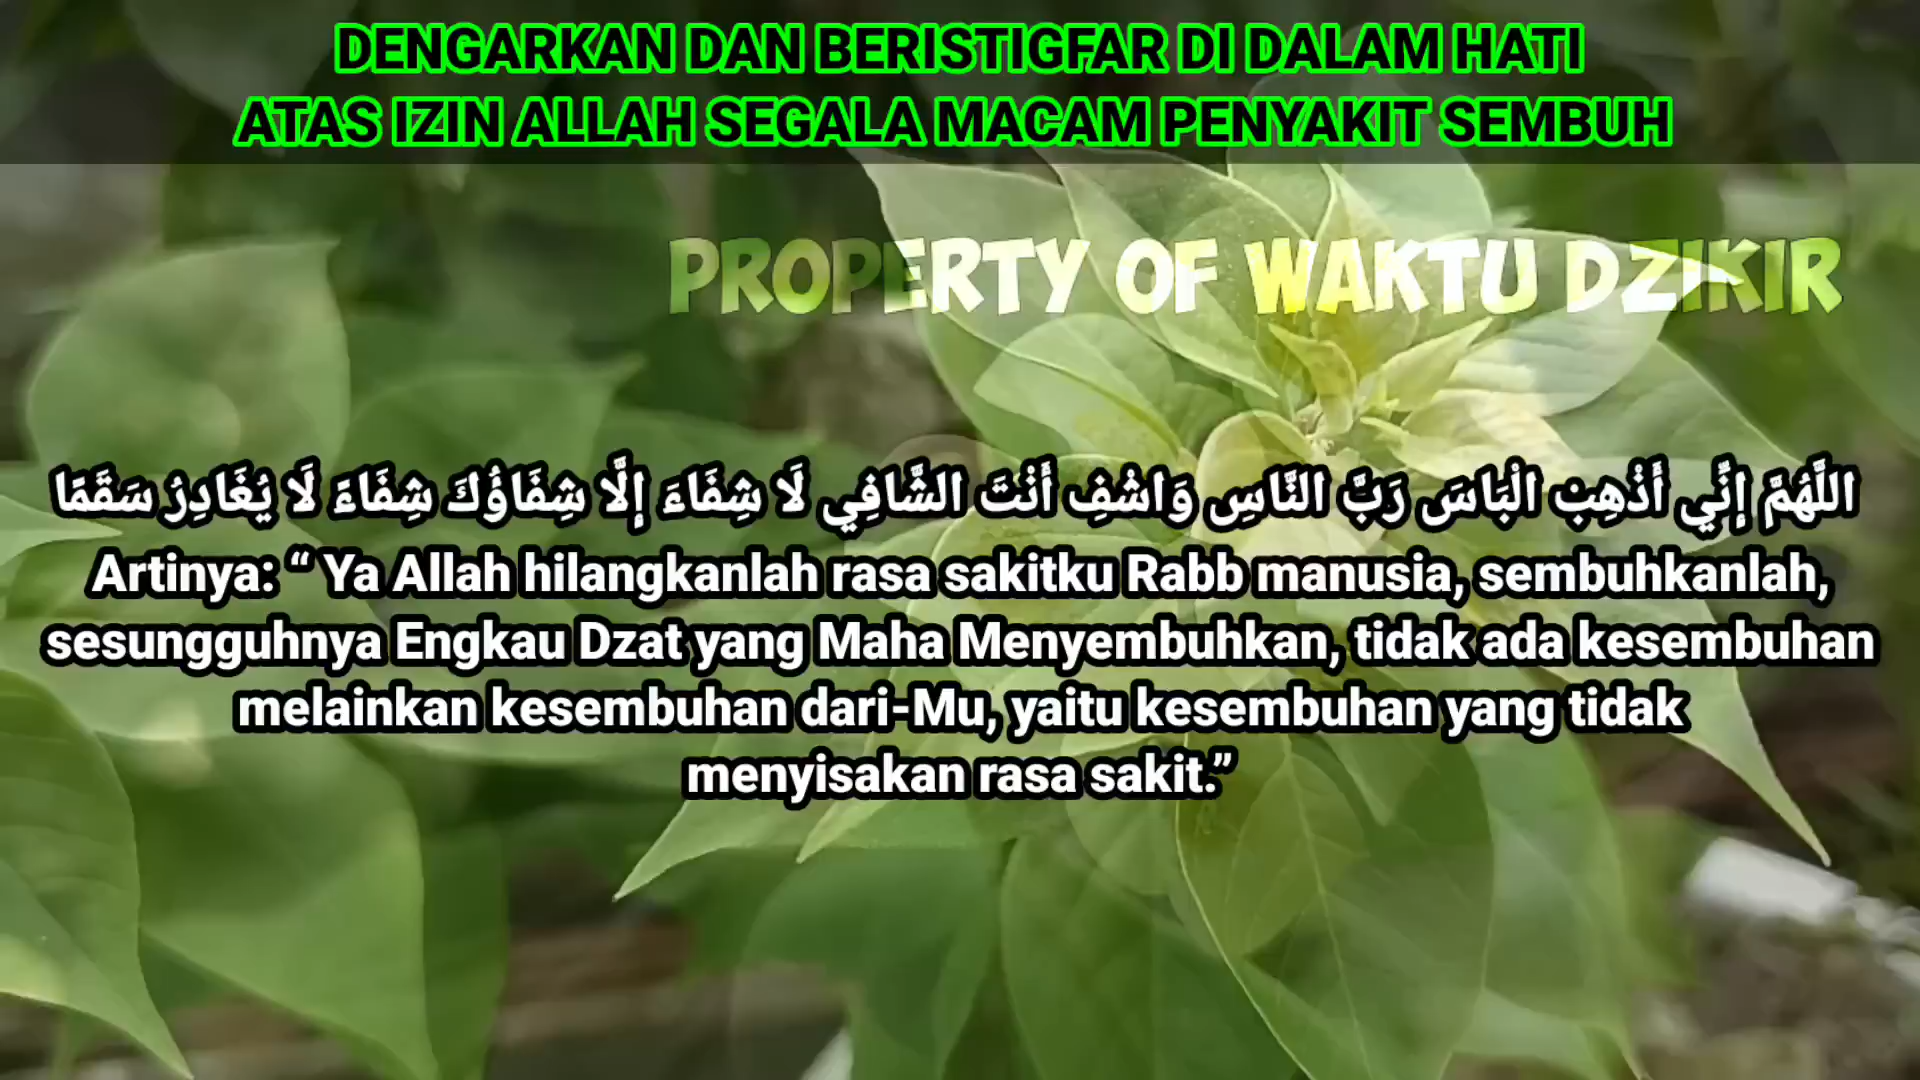 DENGARKAN DAN BERISTIGFAR DI DALAM HATI
ATAS IZIN ALLAH SEGALA MACAM PENYAKIT SEMBUH
PROPERTY OF WAKTU DZIKIR
اللَّهُمَّ إِنِّي أَذْهِبِ الْبَاسَ رَبَّ النَّاسِ وَاشْفِ أَنْتَ الشَّافِي لَا شِفَاءَ إِلَّا شِفَاؤُكَ شِفَاءً لَا يُغَادِرُ سَقَمًا
Artinya: “ Ya Allah hilangkanlah rasa sakitku Rabb manusia, sembuhkanlah,
sesungguhnya Engkau Dzat yang Maha Menyembuhkan, tidak ada kesembuhan
melainkan kesembuhan dari-Mu, yaitu kesembuhan yang tidak
menyisakan rasa sakit.”